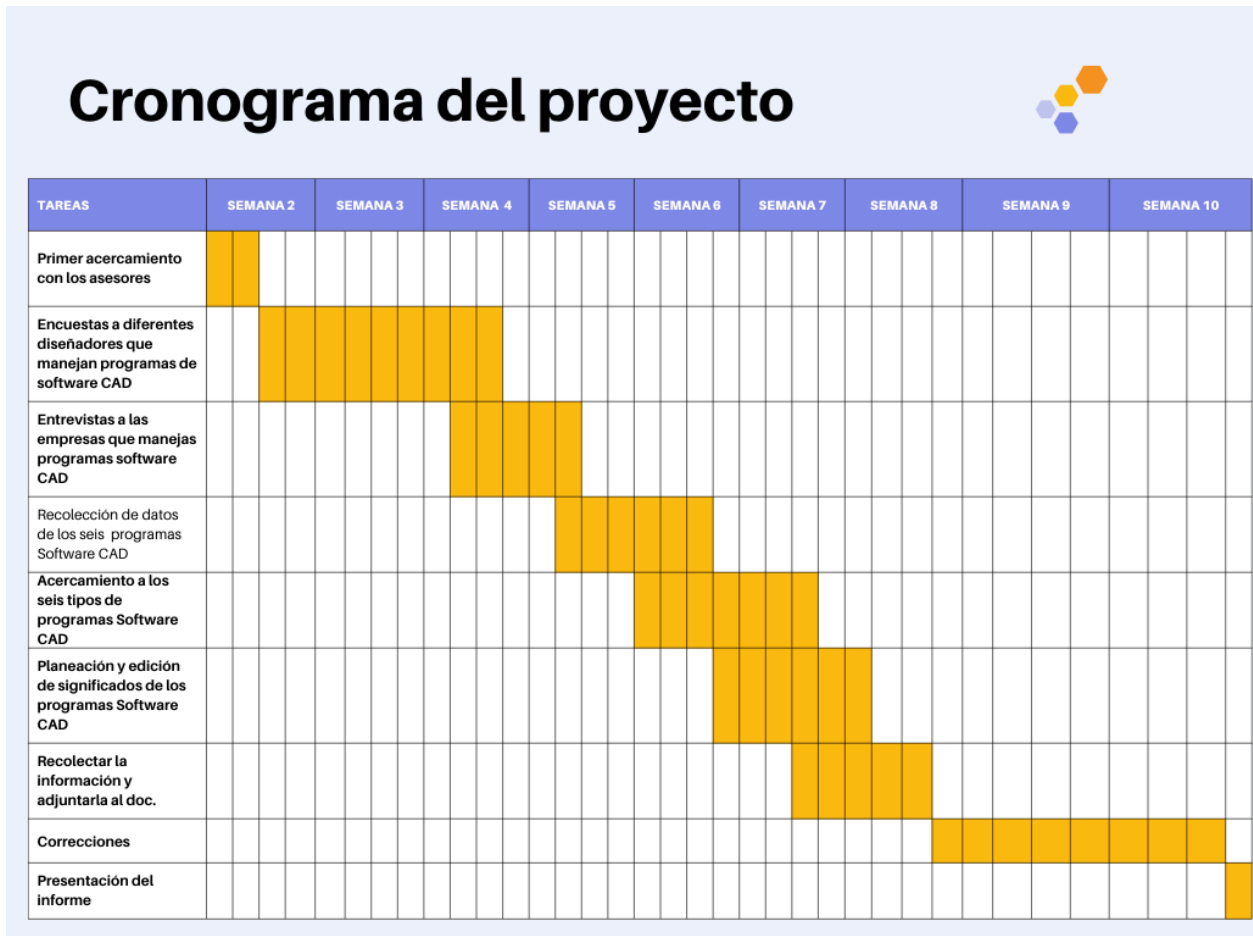 Cronograma del proyecto
TAREAS SEMANA 2 SEMANA 3 SEMANA 4 SEMANA 5 SEMANA 6 SEMANA 7 SEMANA 8 SEMANA 9 SEMANA 10
Primer acercamiento
con los asesores
Encuestas a diferentes
diseñadores que
manejan programas de
software CAD
Entrevistas a las
empresas que manejas
programas software
CAD
Recolección de datos
de los seis programas
Software CAD
Acercamiento a los
seis tipos de
programas Software
CAD
Planeación y edición
de significados de los
programas Software
CAD
Recolectar la
información y
adjuntarla al doc.
Correcciones
Presentación del
informe